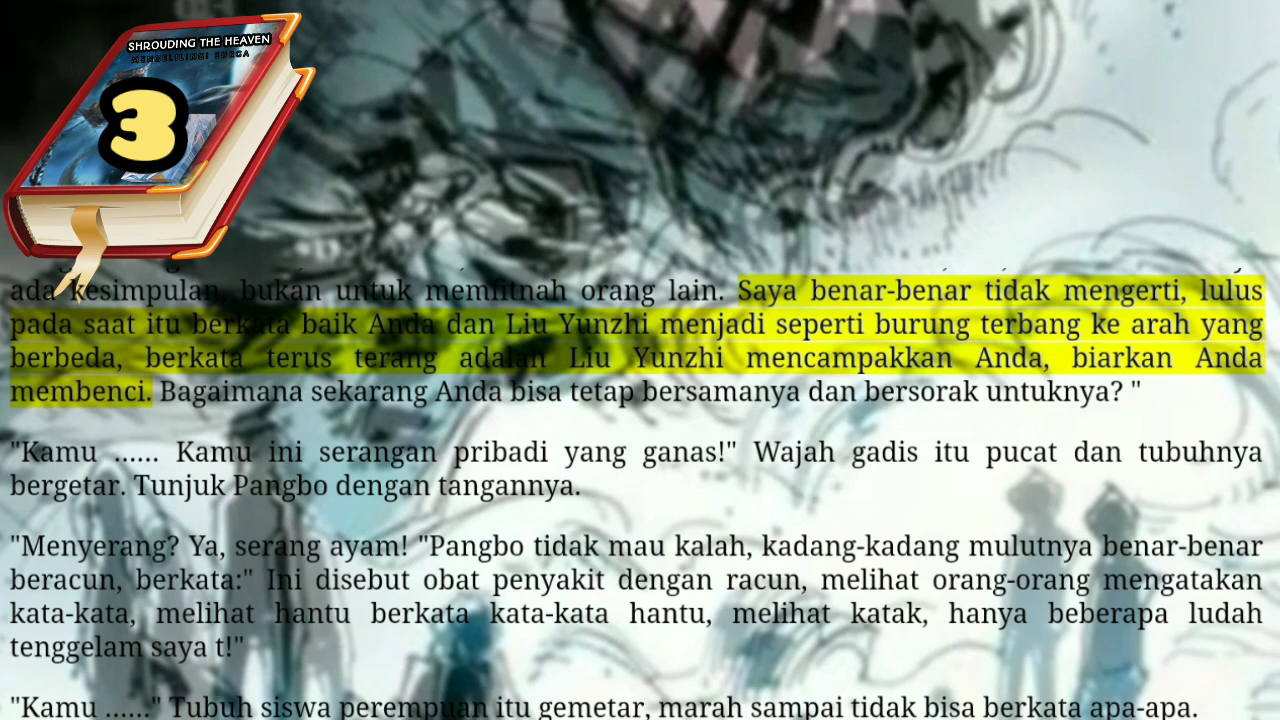 SHROUDING THE HEAVEN
MENGELILINGI SURGA
3
ada kesimpulan, bukan untuk memfitnah orang lain. Saya benar-benar tidak mengerti, lulus
pada saat itu berkata baik Anda dan Liu Yunzhi menjadi seperti burung terbang ke arah yang
berbeda, berkata terus terang adalah Liu Yunzhi mencampakkan Anda, biarkan Anda
membenci. Bagaimana sekarang Anda bisa tetap bersamanya dan bersorak untuknya? "
"Kamu ...... Kamu ini serangan pribadi yang ganas!" Wajah gadis itu pucat dan tubuhnya
bergetar. Tunjuk Pangbo dengan tangannya.
"Menyerang? Ya, serang ayam! "Pangbo tidak mau kalah, kadang-kadang mulutnya benar-benar
beracun, berkata:" Ini disebut obat penyakit dengan racun, melihat orang-orang mengatakan
kata-kata, melihat hantu berkata kata-kata hantu, melihat katak, hanya beberapa ludah
tenggelam saya t!"
"Kamu ......" Tubuh siswa perempuan itu gemetar, marah sampai tidak bisa berkata apa-apa.